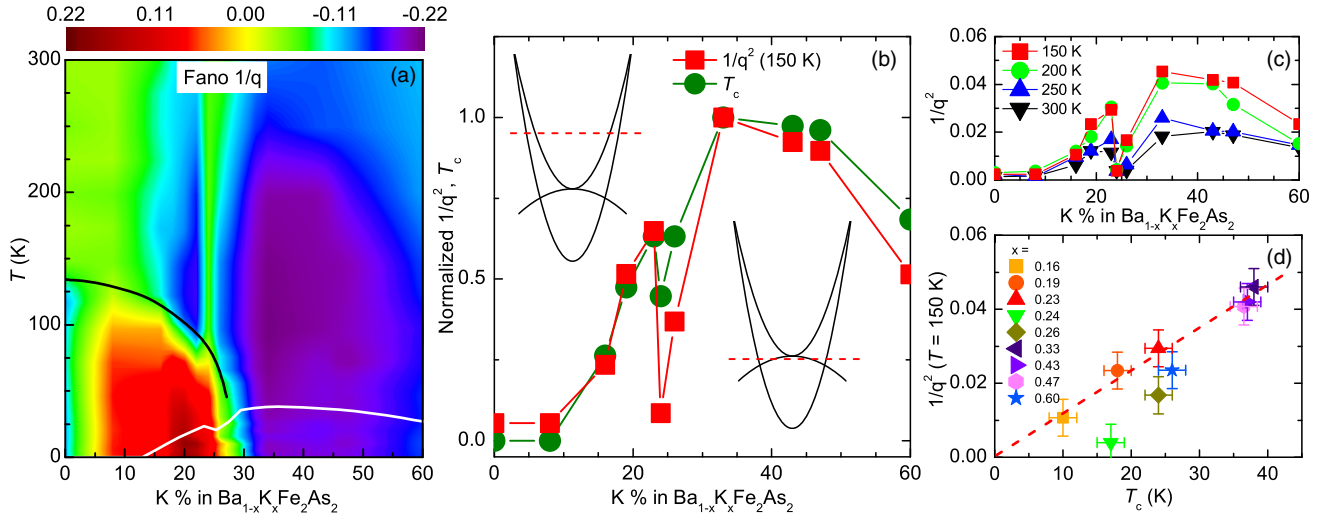 0.22 0.11 0.00 -0.11 -0.22
300
200
100
0
T (K)
Fano 1/q
(a)
0 10 20 30 40 50 60
K % in Ba1-xKxFe2As2
Normalized 1/q², Tc
1.0
0.5
0.0
1/q² (150 K)
Tc
(b)
0 20 40 60
K % in Ba1-xKxFe2As2
1/q²
0.06
0.04
0.02
0.00
150 K
200 K
250 K
300 K
(c)
0 10 20 30 40 50 60
K % in Ba1-xKxFe2As2
1/q² (T = 150 K)
0.06
0.04
0.02
0.00
x =
0.16
0.19
0.23
0.24
0.26
0.33
0.43
0.47
0.60
(d)
0 10 20 30 40
Tc (K)